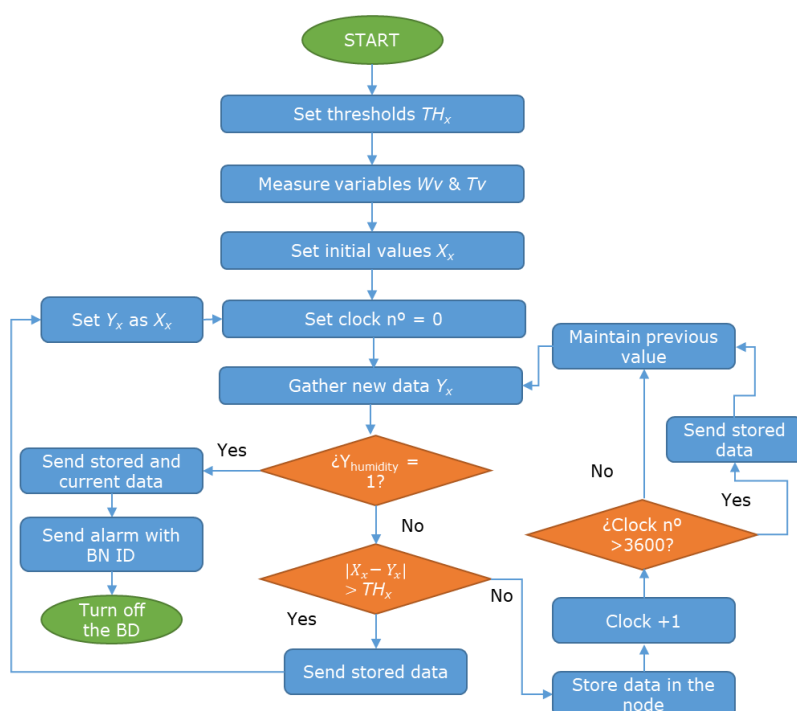 START
Set thresholds THx
Measure variables Wv & Tv
Set initial values Xx
Set Yx as Xx
Set clock nº = 0
Maintain previous
value
Gather new data Yx
Send stored
data
¿Yhumidity =
1?
Yes
Send stored and
current data
No
Yes
¿Clock nº
>3600?
Send alarm with
BN ID
No
|Xx− Yx|
> THx
No
Turn off
the BD
Yes
Clock +1
Send stored data
Store data in the
node